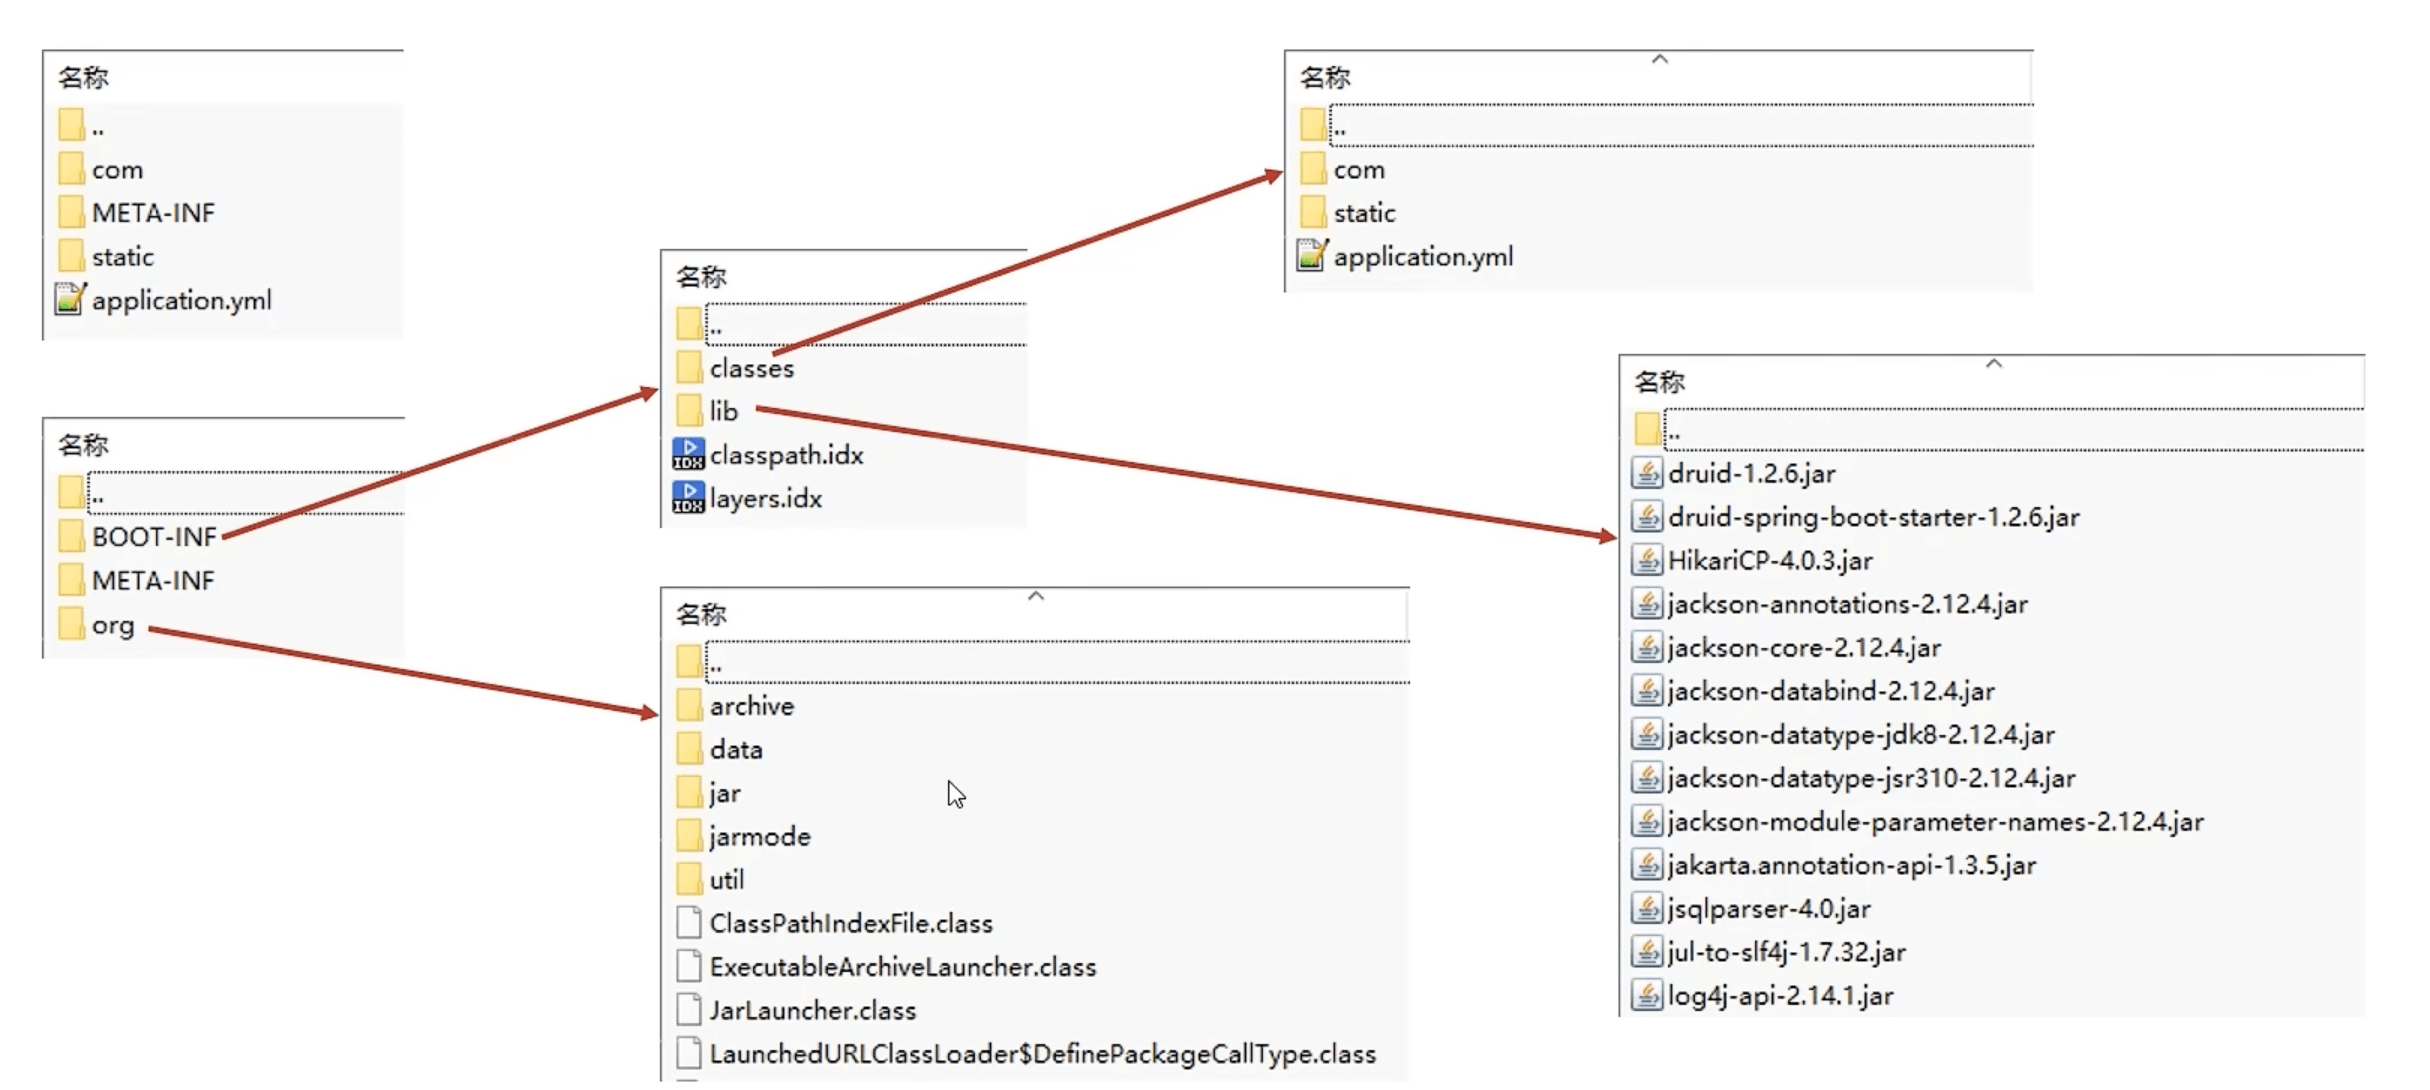 名称
..
com
META-INF
static
application.yml
名称
..
BOOT-INF
META-INF
org
名称
..
classes
lib
classpath.idx
layers.idx
名称
..
archive
data
jar
jarmode
util
ClassPathIndexFile.class
ExecutableArchiveLauncher.class
JarLauncher.class
LaunchedURLClassLoader$DefinePackageCallType.class
名称
..
com
static
application.yml
名称
..
druid-1.2.6.jar
druid-spring-boot-starter-1.2.6.jar
HikariCP-4.0.3.jar
jackson-annotations-2.12.4.jar
jackson-core-2.12.4.jar
jackson-databind-2.12.4.jar
jackson-datatype-jdk8-2.12.4.jar
jackson-datatype-jsr310-2.12.4.jar
jackson-module-parameter-names-2.12.4.jar
jakarta.annotation-api-1.3.5.jar
jsqlparser-4.0.jar
jul-to-slf4j-1.7.32.jar
log4j-api-2.14.1.jar